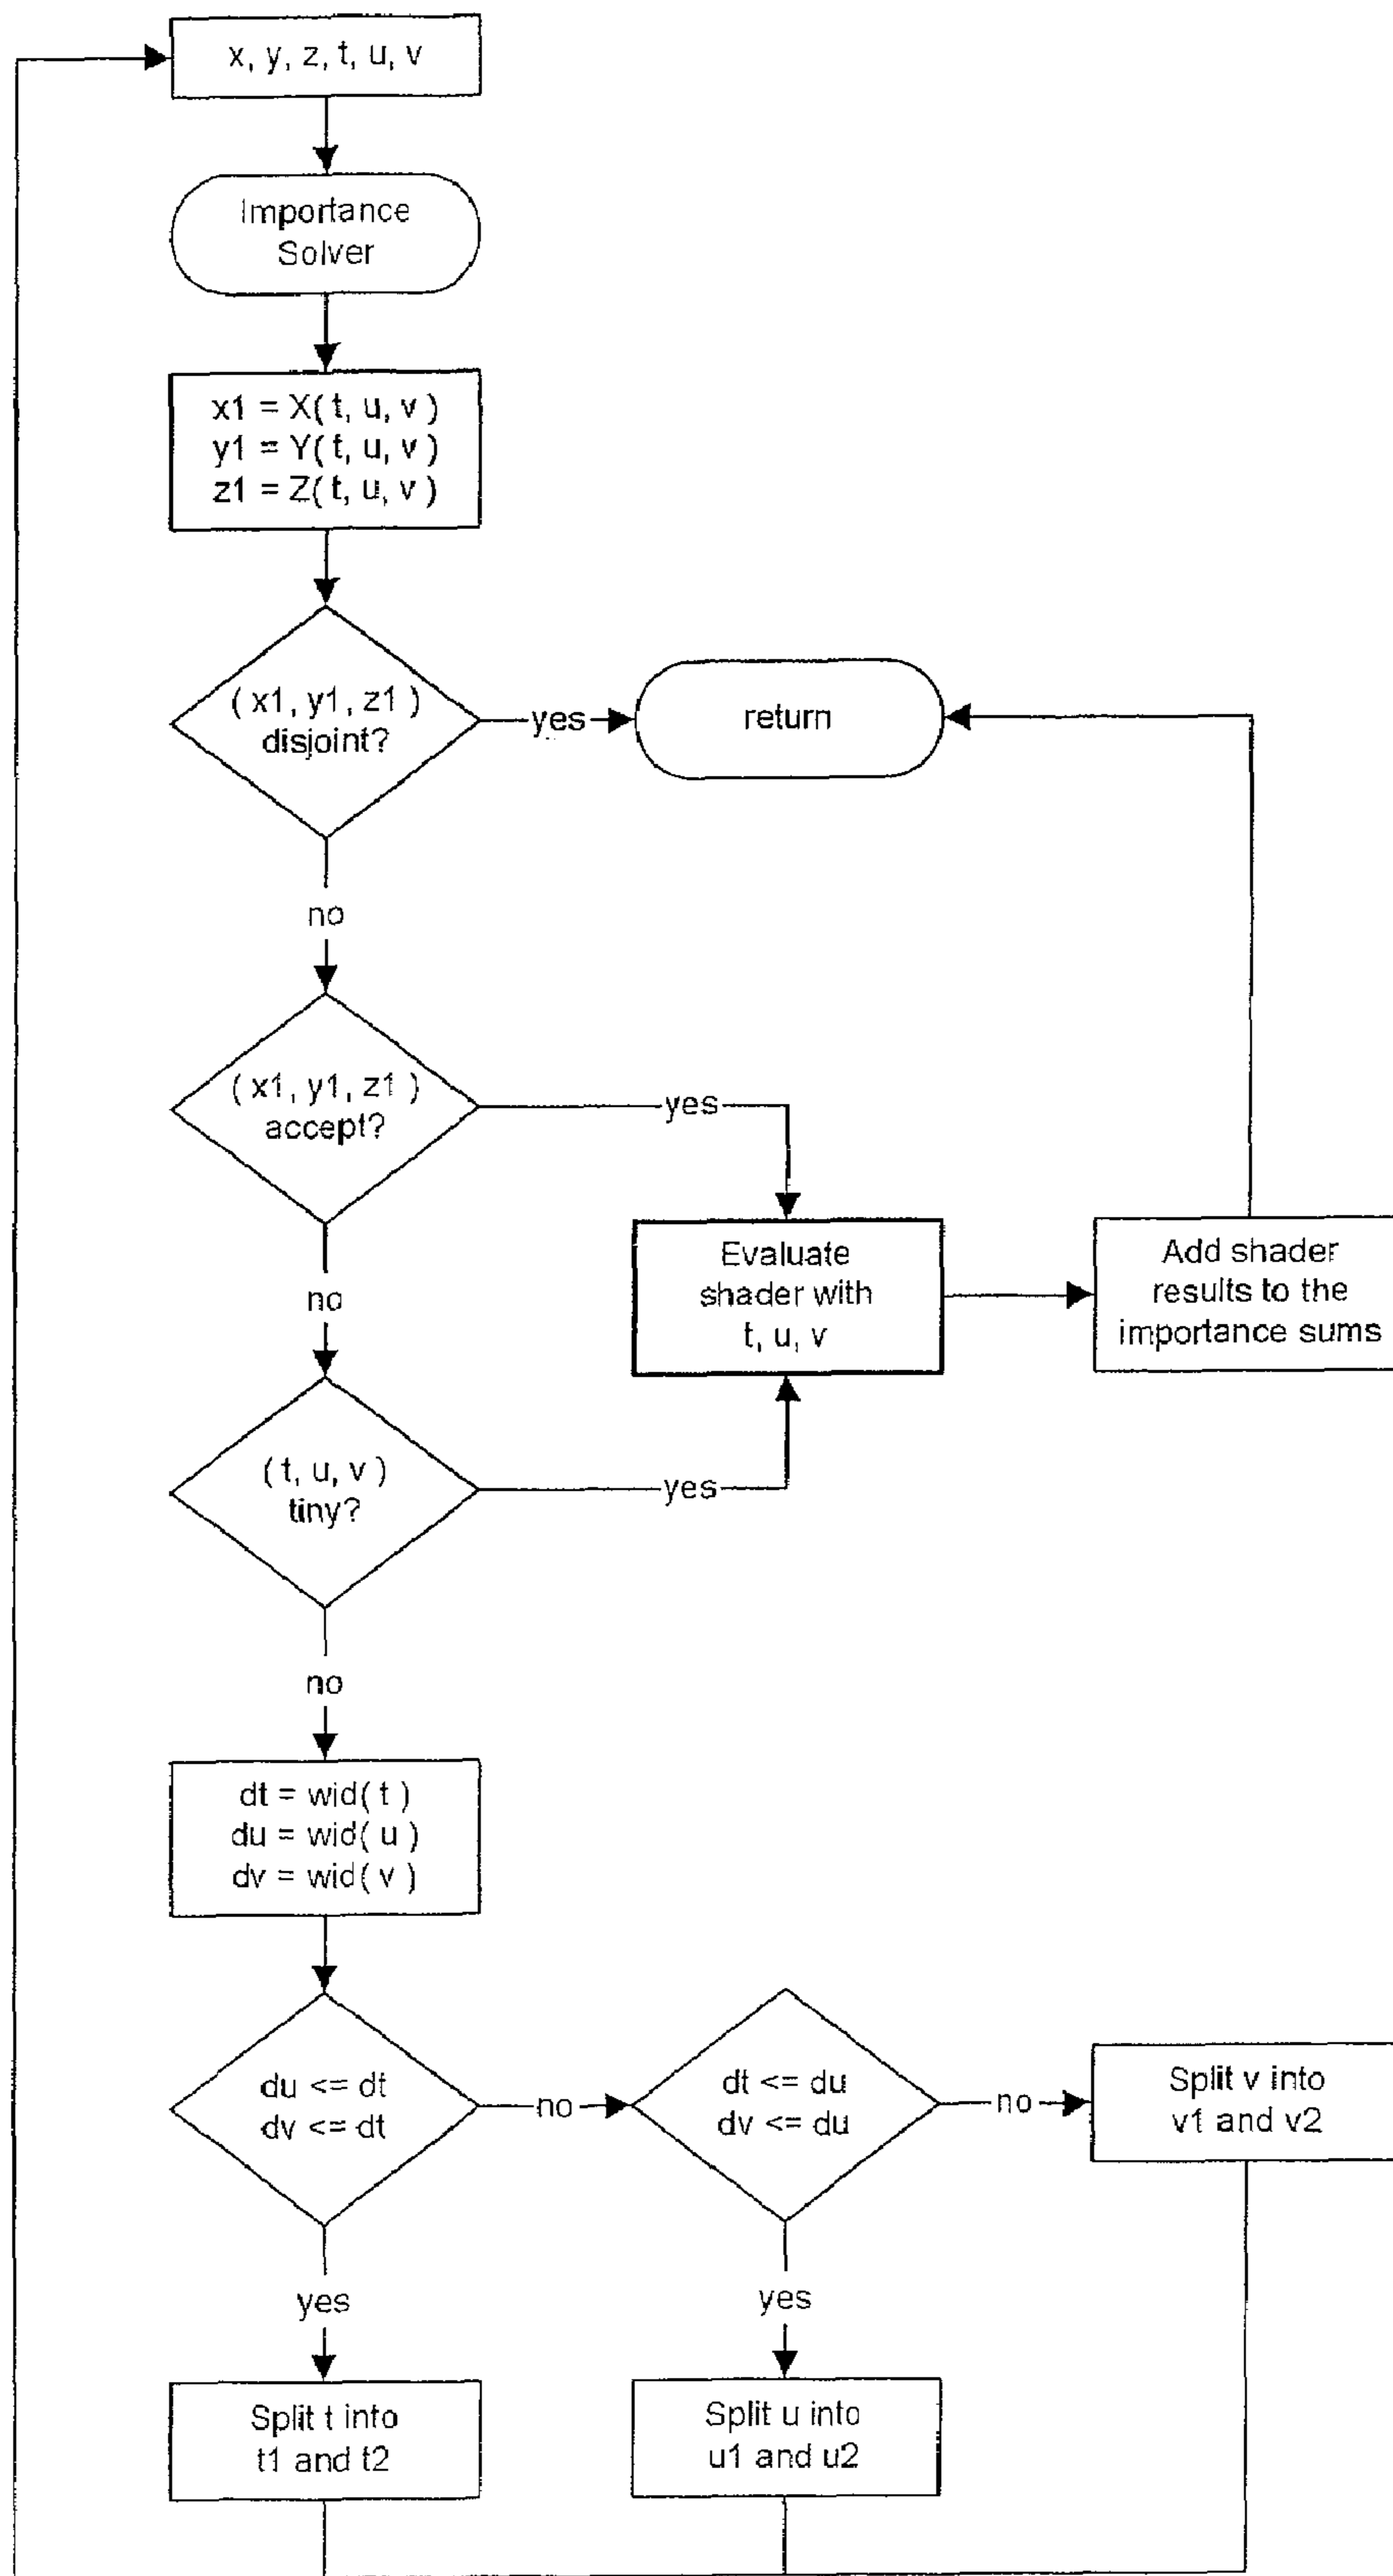 x, y, z, t, u, v
Importance
Solver
x1 = X( t, u, v )
y1 = Y( t, u, v )
z1 = Z( t, u, v )
( x1, y1, z1 )
disjoint?
yes
return
no
( x1, y1, z1 )
accept?
yes
Evaluate
shader with
t, u, v
Add shader
results to the
importance sums
no
( t, u, v )
tiny?
yes
no
dt = wid( t )
du = wid( u )
dv = wid( v )
du <= dt
dv <= dt
no
dt <= du
dv <= du
no
Split v into
v1 and v2
yes
yes
Split t into
t1 and t2
Split u into
u1 and u2